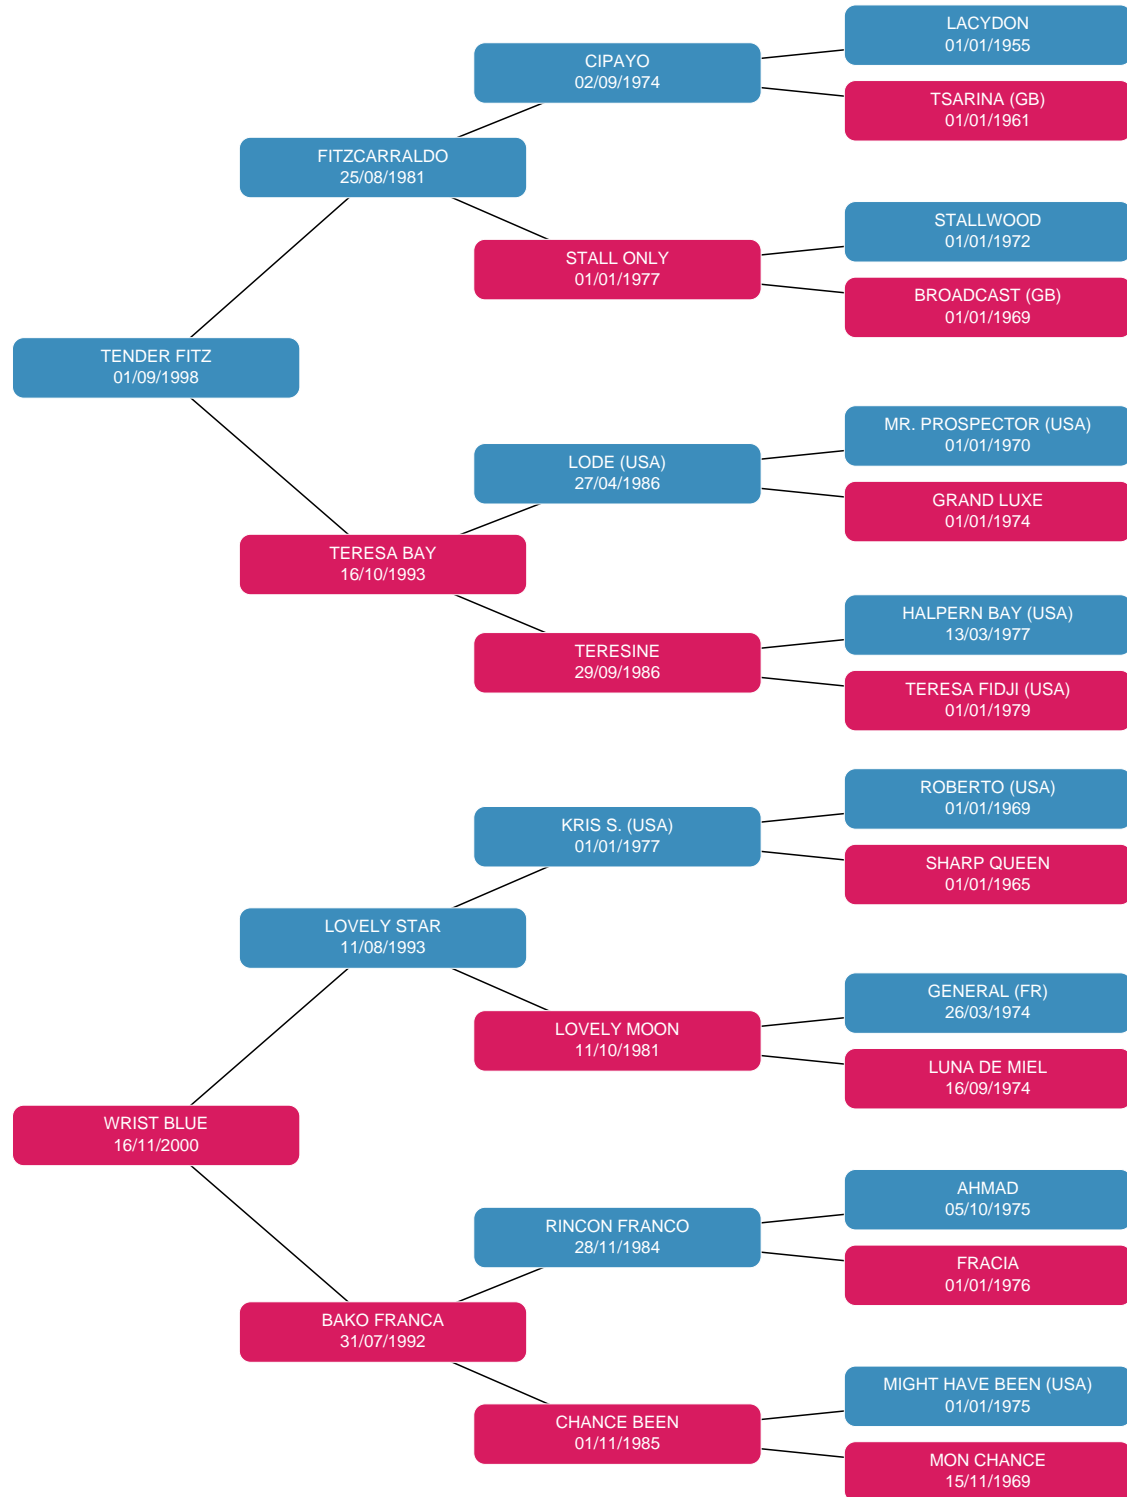 LACYDON
01/01/1955
CIPAYO
02/09/1974
TSARINA (GB)
01/01/1961
FITZCARRALDO
25/08/1981
STALLWOOD
01/01/1972
STALL ONLY
01/01/1977
BROADCAST (GB)
01/01/1969
TENDER FITZ
01/09/1998
MR. PROSPECTOR (USA)
01/01/1970
LODE (USA)
27/04/1986
GRAND LUXE
01/01/1974
TERESA BAY
16/10/1993
HALPERN BAY (USA)
13/03/1977
TERESINE
29/09/1986
TERESA FIDJI (USA)
01/01/1979
ROBERTO (USA)
01/01/1969
KRIS S. (USA)
01/01/1977
SHARP QUEEN
01/01/1965
LOVELY STAR
11/08/1993
GENERAL (FR)
26/03/1974
LOVELY MOON
11/10/1981
LUNA DE MIEL
16/09/1974
WRIST BLUE
16/11/2000
AHMAD
05/10/1975
RINCON FRANCO
28/11/1984
FRACIA
01/01/1976
BAKO FRANCA
31/07/1992
MIGHT HAVE BEEN (USA)
01/01/1975
CHANCE BEEN
01/11/1985
MON CHANCE
15/11/1969